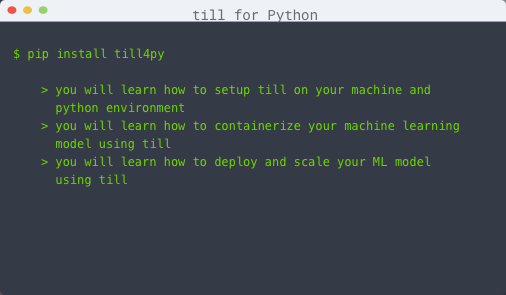 till for Python
$ pip install till4py
> you will learn how to setup till on your machine and
python environment
> you will learn how to containerize your machine learning
model using till
> you will learn how to deploy and scale your ML model
using till